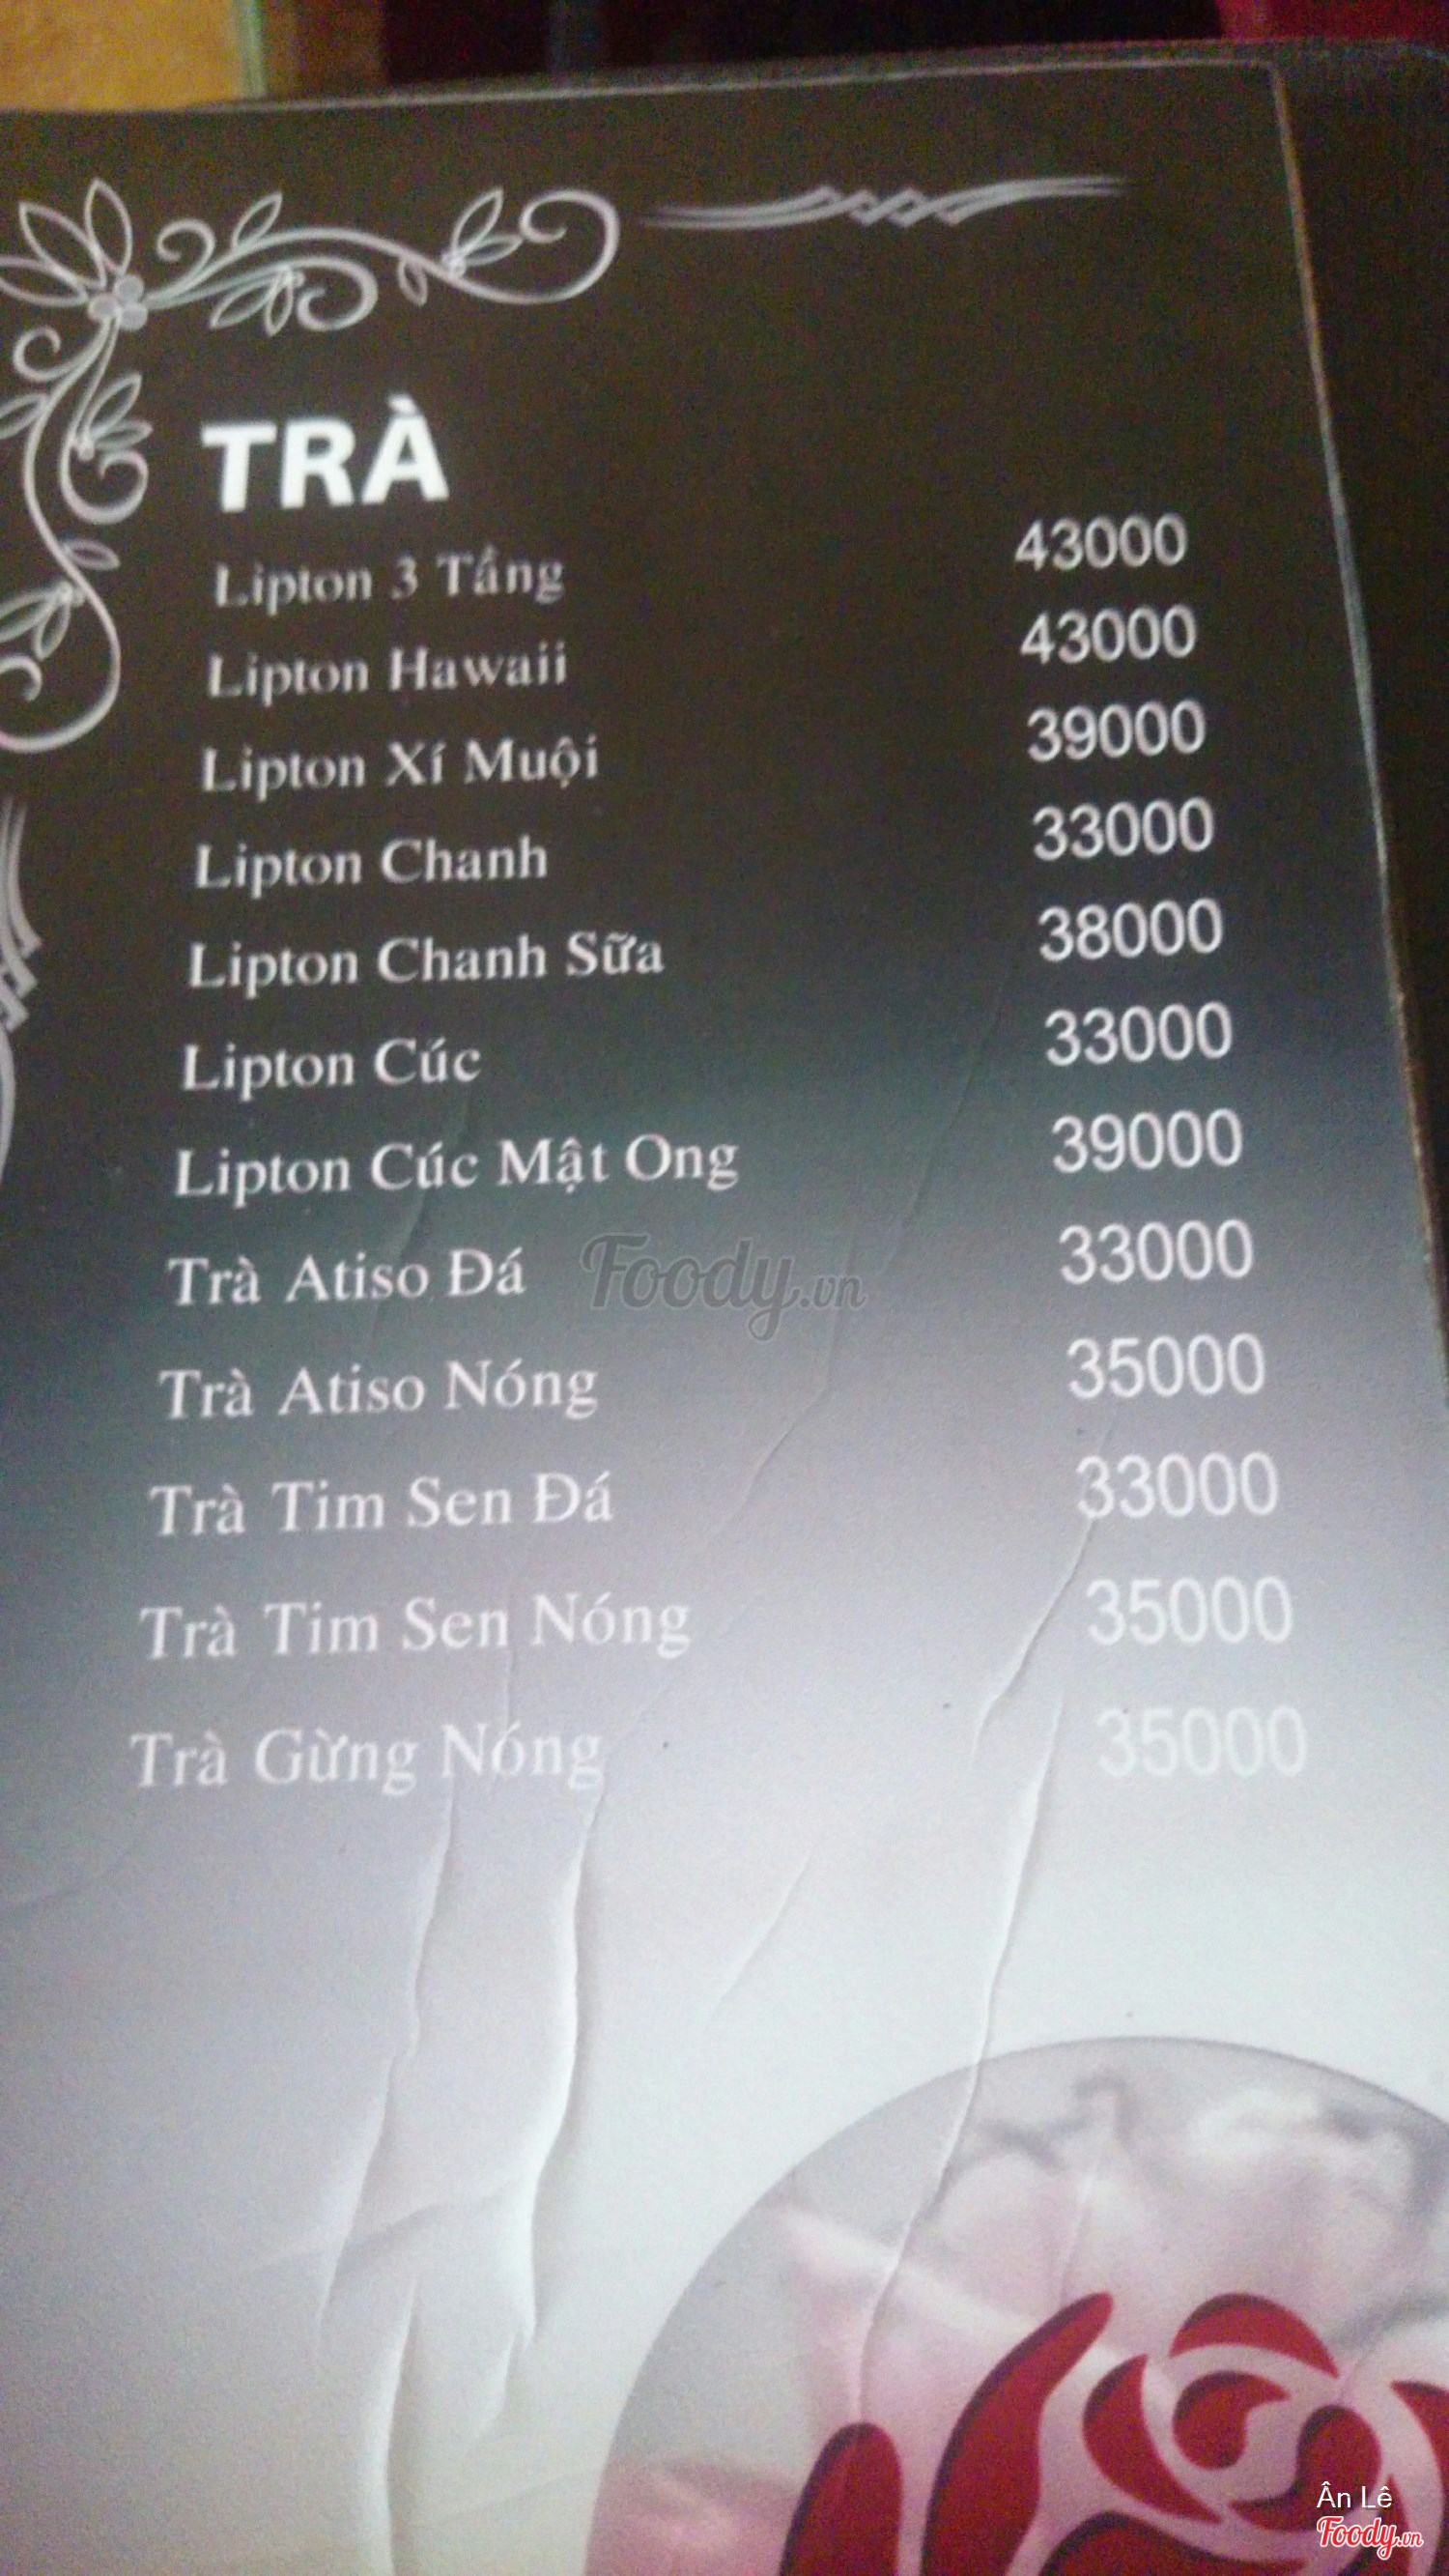 TRÀ
Lipton 3 Tầng 43000
Lipton Hawaii 43000
Lipton Xí Muội 39000
Lipton Chanh 33000
Lipton Chanh Sữa 38000
Lipton Cúc 33000
Lipton Cúc Mật Ong 39000
Trà Atiso Đá 33000
Trà Atiso Nóng 35000
Trà Tim Sen Đá 33000
Trà Tim Sen Nóng 35000
Trà Gừng Nóng 35000
Foody.vn
Ân Lê
Foody.vn